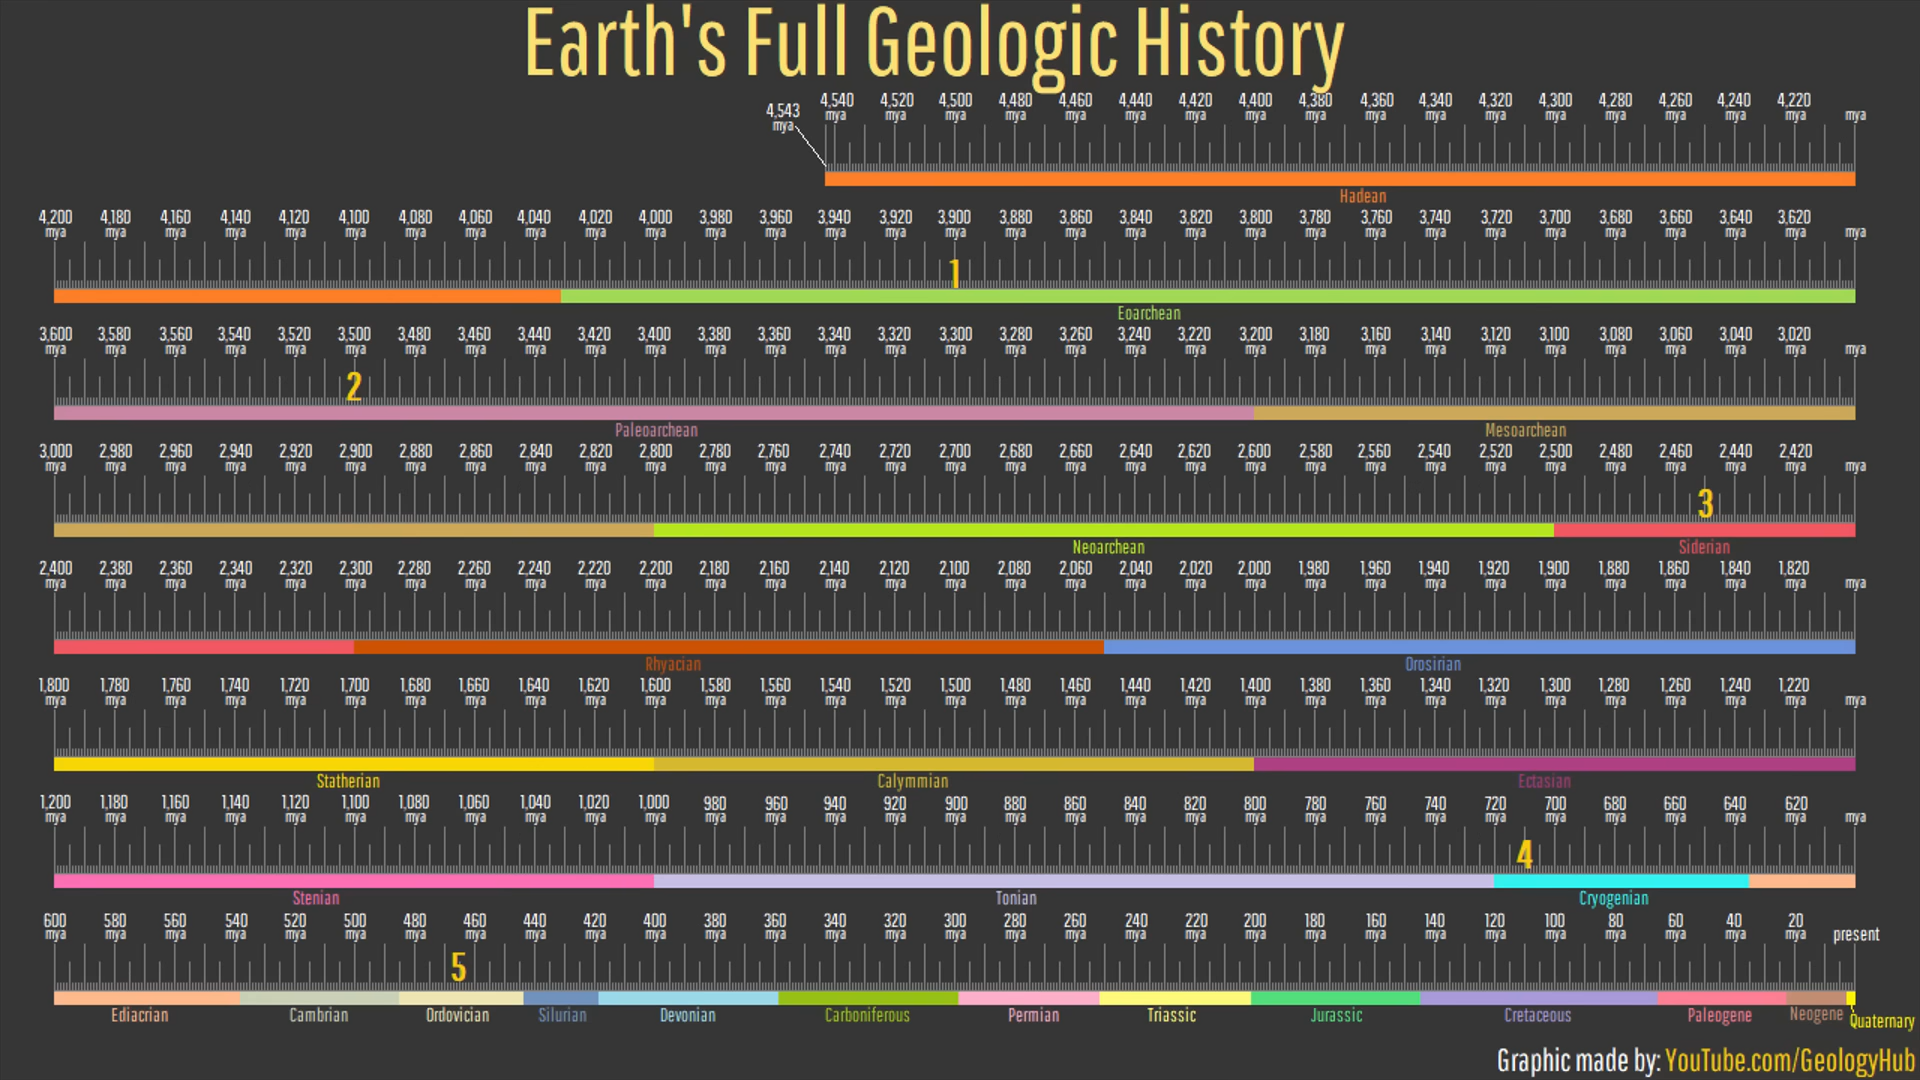 Earth's Full Geologic History
4,543 mya
4,540 4,520 4,500 4,480 4,460 4,440 4,420 4,400 4,380 4,360 4,340 4,320 4,300 4,280 4,260 4,240 4,220
mya mya mya mya mya mya mya mya mya mya mya mya mya mya mya mya mya mya
Hadean
4,200 4,180 4,160 4,140 4,120 4,100 4,080 4,060 4,040 4,020 4,000 3,980 3,960 3,940 3,920 3,900 3,880 3,860 3,840 3,820 3,800 3,780 3,760 3,740 3,720 3,700 3,680 3,660 3,640 3,620
mya mya mya mya mya mya mya mya mya mya mya mya mya mya mya mya mya mya mya mya mya mya mya mya mya mya mya mya mya mya mya
1
Eoarchean
3,600 3,580 3,560 3,540 3,520 3,500 3,480 3,460 3,440 3,420 3,400 3,380 3,360 3,340 3,320 3,300 3,280 3,260 3,240 3,220 3,200 3,180 3,160 3,140 3,120 3,100 3,080 3,060 3,040 3,020
mya mya mya mya mya mya mya mya mya mya mya mya mya mya mya mya mya mya mya mya mya mya mya mya mya mya mya mya mya mya mya
2
Paleoarchean Mesoarchean
3,000 2,980 2,960 2,940 2,920 2,900 2,880 2,860 2,840 2,820 2,800 2,780 2,760 2,740 2,720 2,700 2,680 2,660 2,640 2,620 2,600 2,580 2,560 2,540 2,520 2,500 2,480 2,460 2,440 2,420
mya mya mya mya mya mya mya mya mya mya mya mya mya mya mya mya mya mya mya mya mya mya mya mya mya mya mya mya mya mya mya
3
Neoarchean Siderian
2,400 2,380 2,360 2,340 2,320 2,300 2,280 2,260 2,240 2,220 2,200 2,180 2,160 2,140 2,120 2,100 2,080 2,060 2,040 2,020 2,000 1,980 1,960 1,940 1,920 1,900 1,880 1,860 1,840 1,820
mya mya mya mya mya mya mya mya mya mya mya mya mya mya mya mya mya mya mya mya mya mya mya mya mya mya mya mya mya mya mya
Rhyacian Orosirian
1,800 1,780 1,760 1,740 1,720 1,700 1,680 1,660 1,640 1,620 1,600 1,580 1,560 1,540 1,520 1,500 1,480 1,460 1,440 1,420 1,400 1,380 1,360 1,340 1,320 1,300 1,280 1,260 1,240 1,220
mya mya mya mya mya mya mya mya mya mya mya mya mya mya mya mya mya mya mya mya mya mya mya mya mya mya mya mya mya mya mya
Statherian Calymmian Ectasian
1,200 1,180 1,160 1,140 1,120 1,100 1,080 1,060 1,040 1,020 1,000 980 960 940 920 900 880 860 840 820 800 780 760 740 720 700 680 660 640 620
mya mya mya mya mya mya mya mya mya mya mya mya mya mya mya mya mya mya mya mya mya mya mya mya mya mya mya mya mya mya mya
4
Stenian Tonian Cryogenian
600 580 560 540 520 500 480 460 440 420 400 380 360 340 320 300 280 260 240 220 200 180 160 140 120 100 80 60 40 20
mya mya mya mya mya mya mya mya mya mya mya mya mya mya mya mya mya mya mya mya mya mya mya mya mya mya mya mya mya mya present
5
Ediacrian Cambrian Ordovician Silurian Devonian Carboniferous Permian Triassic Jurassic Cretaceous Paleogene Neogene Quaternary
Graphic made by: YouTube.com/GeologyHub